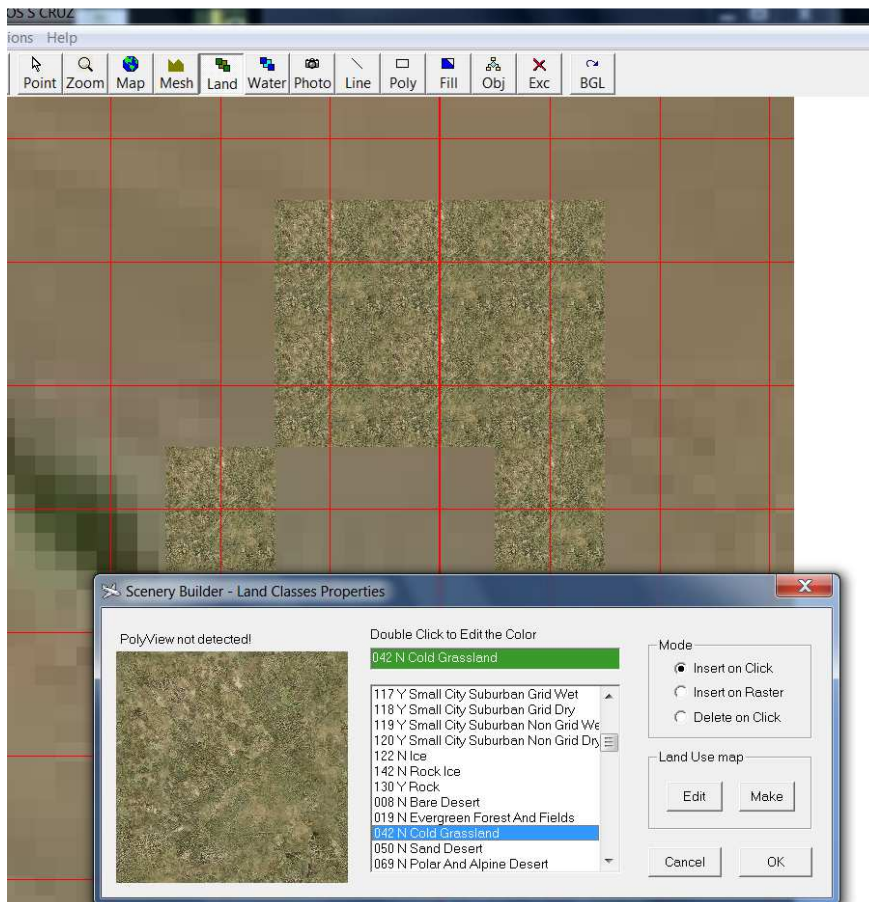 OS S CRUZ
ions Help
Point Zoom Map Mesh Land Water Photo Line Poly Fill Obj Exc BGL
Scenery Builder - Land Classes Properties
PolyView not detected!
Double Click to Edit the Color
042 N Cold Grassland
117 Y Small City Suburban Grid Wet
118 Y Small City Suburban Grid Dry
119 Y Small City Suburban Non Grid We
120 Y Small City Suburban Non Grid Dry
122 N Ice
142 N Rock Ice
130 Y Rock
008 N Bare Desert
019 N Evergreen Forest And Fields
042 N Cold Grassland
050 N Sand Desert
069 N Polar And Alpine Desert
Mode
Insert on Click
Insert on Raster
Delete on Click
Land Use map
Edit Make
Cancel OK